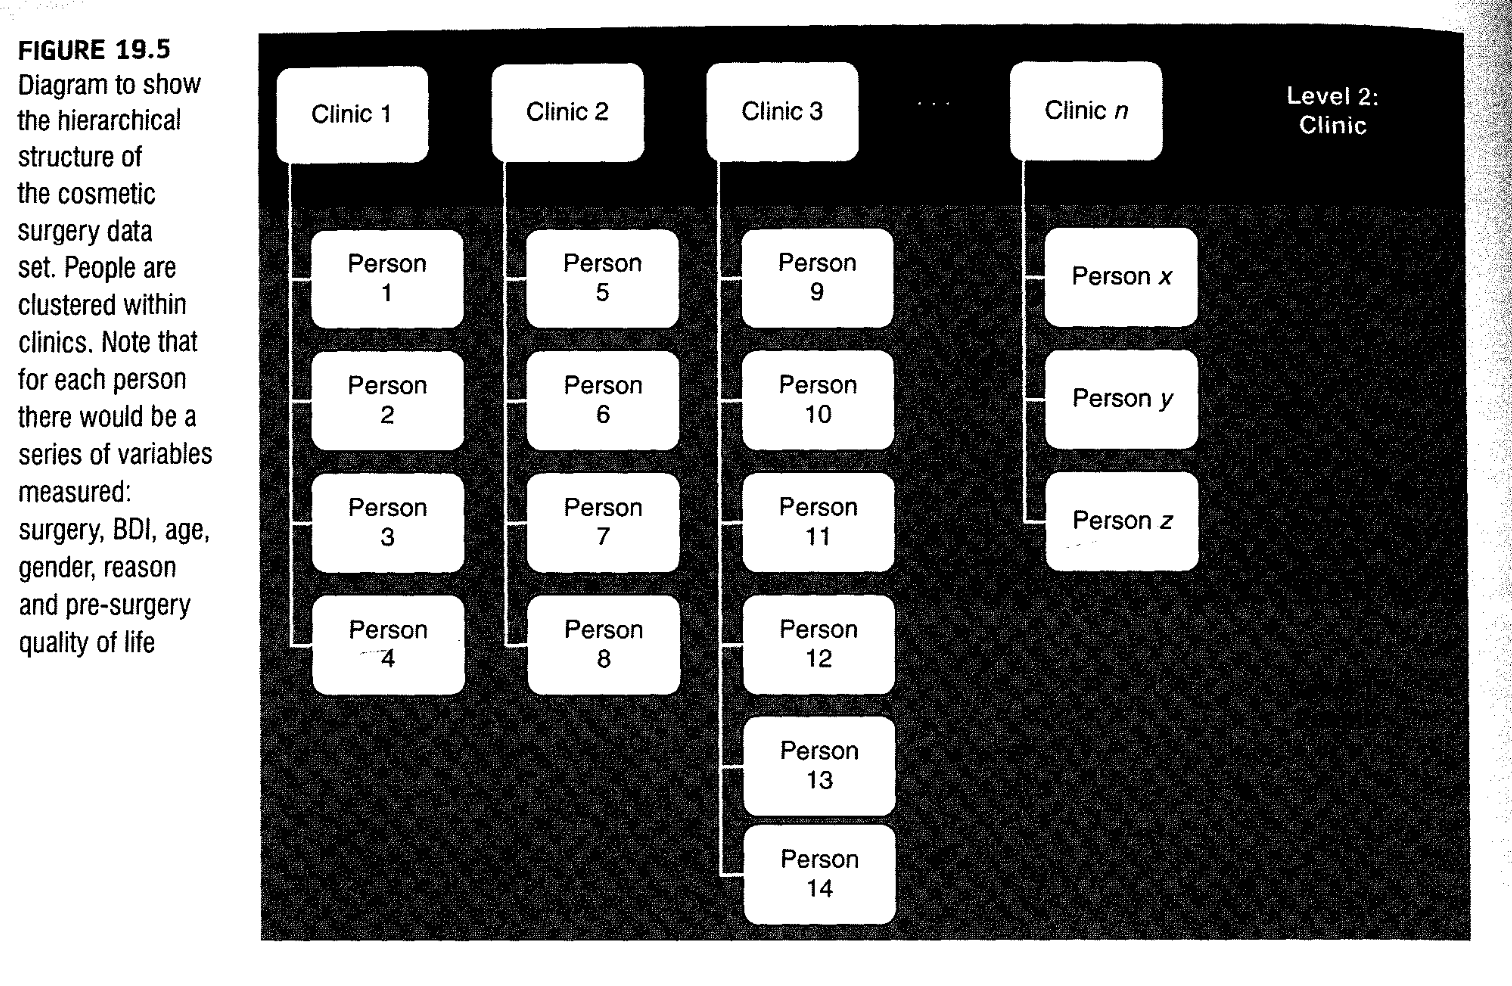 FIGURE 19.5
Diagram to show
the hierarchical
structure of
the cosmetic
surgery data
set. People are
clustered within
clinics. Note that
for each person
there would be a
series of variables
measured:
surgery, BDI, age,
gender, reason
and pre-surgery
quality of life
Clinic 1
Clinic 2
Clinic 3
. . .
Clinic n
Level 2:
Clinic
Person
1
Person
2
Person
3
Person
4
Person
5
Person
6
Person
7
Person
8
Person
9
Person
10
Person
11
Person
12
Person
13
Person
14
Person x
Person y
Person z